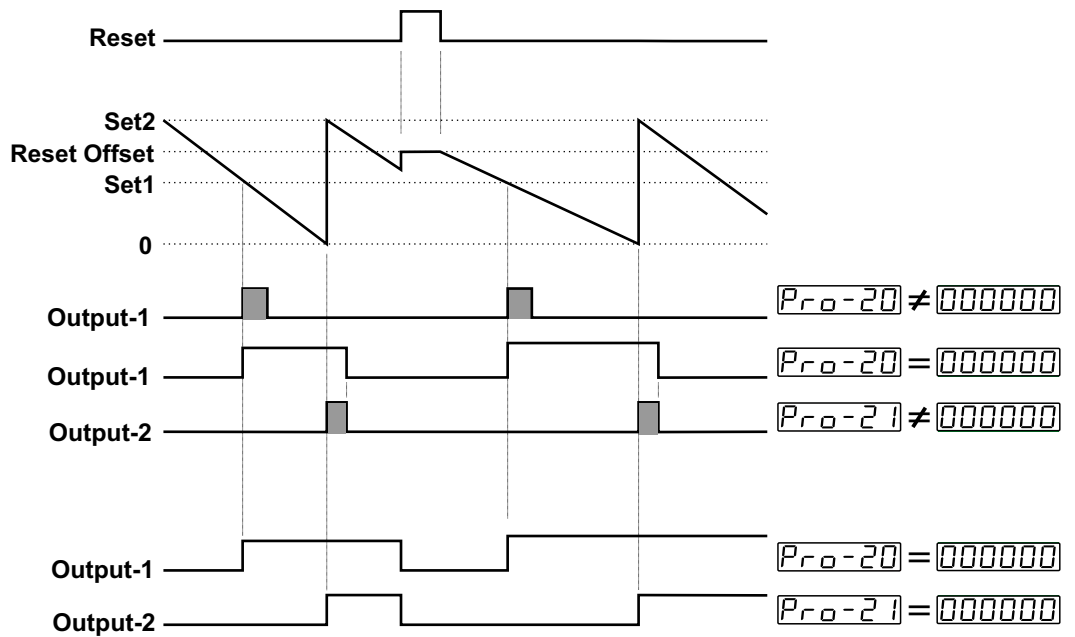 Reset
Set2
Reset Offset
Set1
0
Output-1 Pro-20 ≠ 000000
Output-1 Pro-20 = 000000
Output-2 Pro-21 ≠ 000000
Output-1 Pro-20 = 000000
Output-2 Pro-21 = 000000